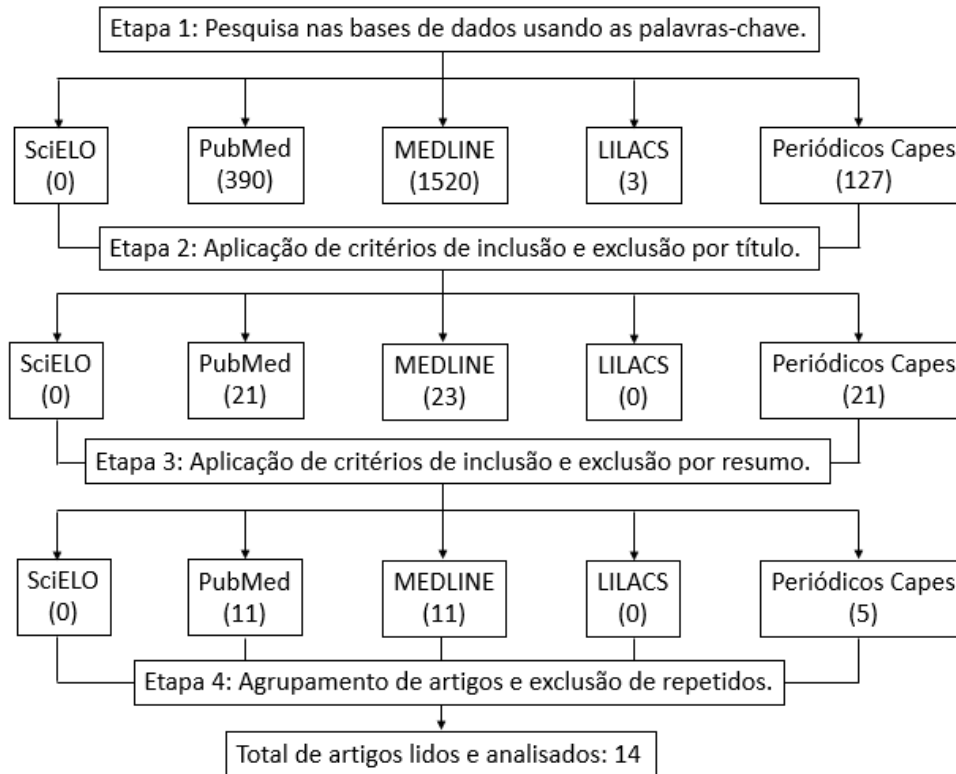 Etapa 1: Pesquisa nas bases de dados usando as palavras-chave.
SciELO
(0)
PubMed
(390)
MEDLINE
(1520)
LILACS
(3)
Periódicos Capes
(127)
Etapa 2: Aplicação de critérios de inclusão e exclusão por título.
SciELO
(0)
PubMed
(21)
MEDLINE
(23)
LILACS
(0)
Periódicos Capes
(21)
Etapa 3: Aplicação de critérios de inclusão e exclusão por resumo.
SciELO
(0)
PubMed
(11)
MEDLINE
(11)
LILACS
(0)
Periódicos Capes
(5)
Etapa 4: Agrupamento de artigos e exclusão de repetidos.
Total de artigos lidos e analisados: 14